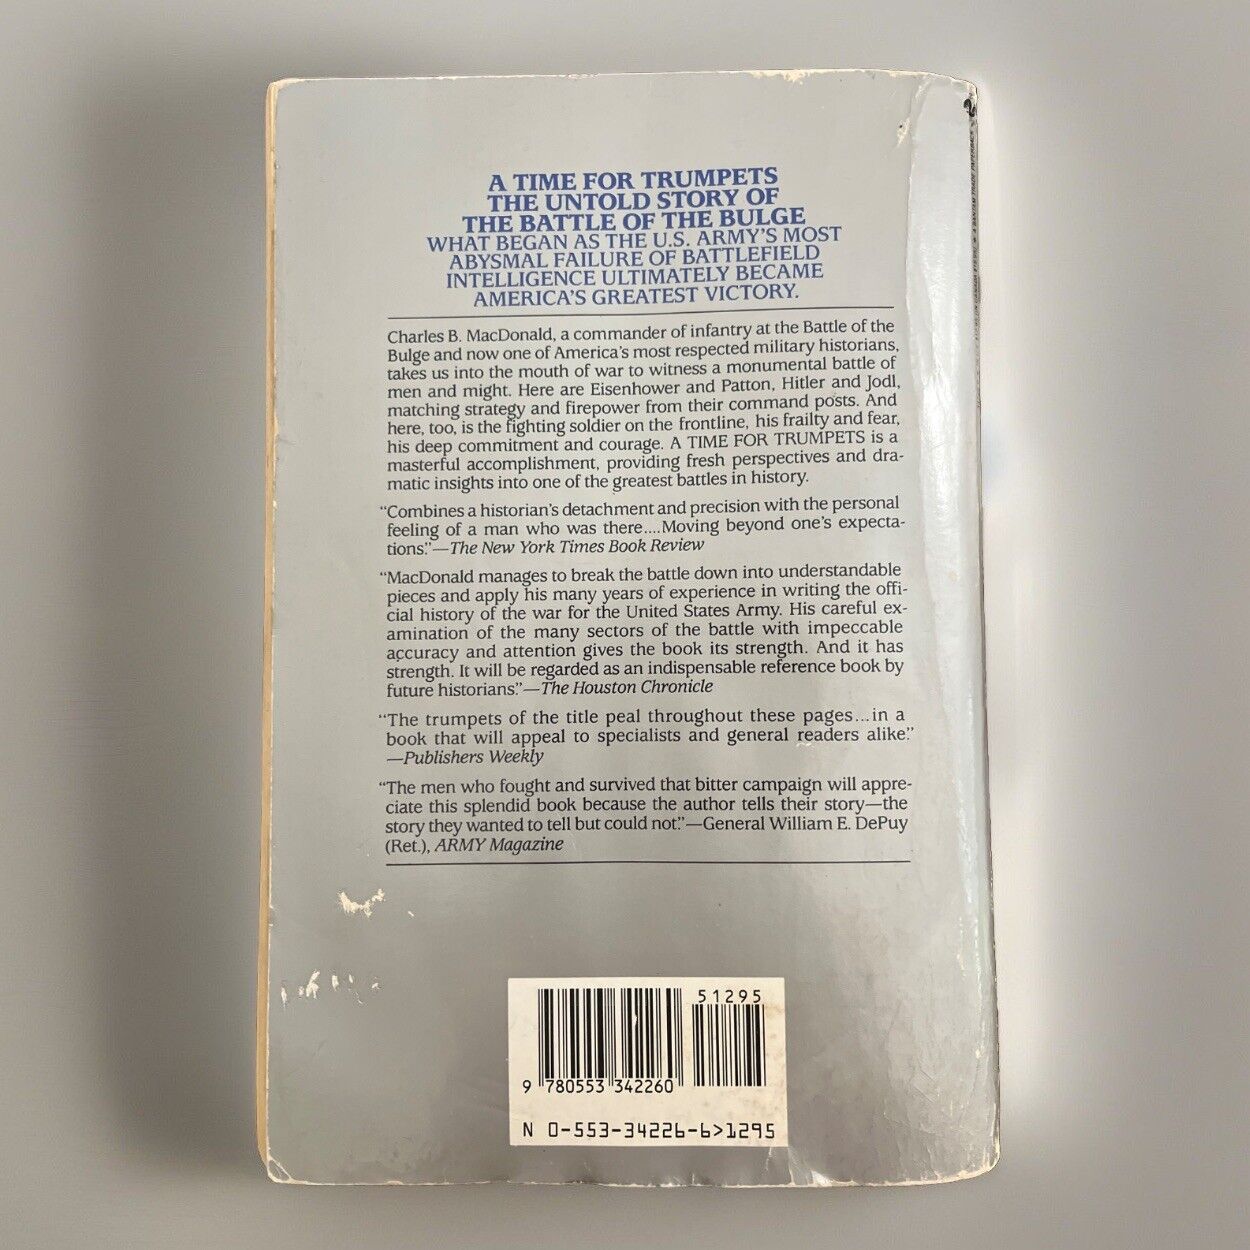 A TIME FOR TRUMPETS
THE UNTOLD STORY OF
THE BATTLE OF THE BULGE
WHAT BEGAN AS THE U.S. ARMY'S MOST
ABYSMAL FAILURE OF BATTLEFIELD
INTELLIGENCE ULTIMATELY BECAME
AMERICA'S GREATEST VICTORY.
Charles B. MacDonald, a commander of infantry at the Battle of the
Bulge and now one of America's most respected military historians,
takes us into the mouth of war to witness a monumental battle of
men and might. Here are Eisenhower and Patton, Hitler and Jodl,
matching strategy and firepower from their command posts. And
here, too, is the fighting soldier on the frontline, his frailty and fear,
his deep commitment and courage. A TIME FOR TRUMPETS is a
masterful accomplishment, providing fresh perspectives and dra-
matic insights into one of the greatest battles in history.
"Combines a historian's detachment and precision with the personal
feeling of a man who was there....Moving beyond one's expecta-
tions."—The New York Times Book Review
"MacDonald manages to break the battle down into understandable
pieces and apply his many years of experience in writing the offi-
cial history of the war for the United States Army. His careful ex-
amination of the many sectors of the battle with impeccable
accuracy and attention gives the book its strength. And it has
strength. It will be regarded as an indispensable reference book by
future historians."—The Houston Chronicle
"The trumpets of the title peal throughout these pages...in a
book that will appeal to specialists and general readers alike."
—Publishers Weekly
"The men who fought and survived that bitter campaign will appre-
ciate this splendid book because the author tells their story—the
story they wanted to tell but could not."—General William E. DePuy
(Ret.), ARMY Magazine
51295
9 780553 342260
N 0-553-34226-6>1295